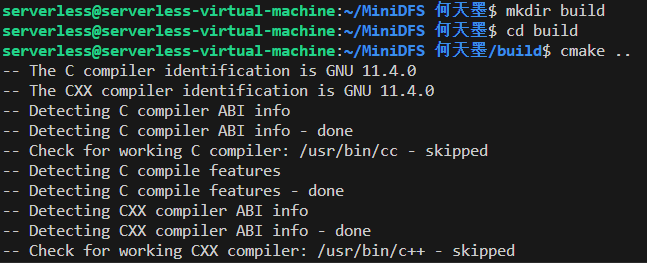 serverless@serverless-virtual-machine:~/MiniDFS 何天墨$ mkdir build
serverless@serverless-virtual-machine:~/MiniDFS 何天墨$ cd build
serverless@serverless-virtual-machine:~/MiniDFS 何天墨/build$ cmake ..
-- The C compiler identification is GNU 11.4.0
-- The CXX compiler identification is GNU 11.4.0
-- Detecting C compiler ABI info
-- Detecting C compiler ABI info - done
-- Check for working C compiler: /usr/bin/cc - skipped
-- Detecting C compile features
-- Detecting C compile features - done
-- Detecting CXX compiler ABI info
-- Detecting CXX compiler ABI info - done
-- Check for working CXX compiler: /usr/bin/c++ - skipped